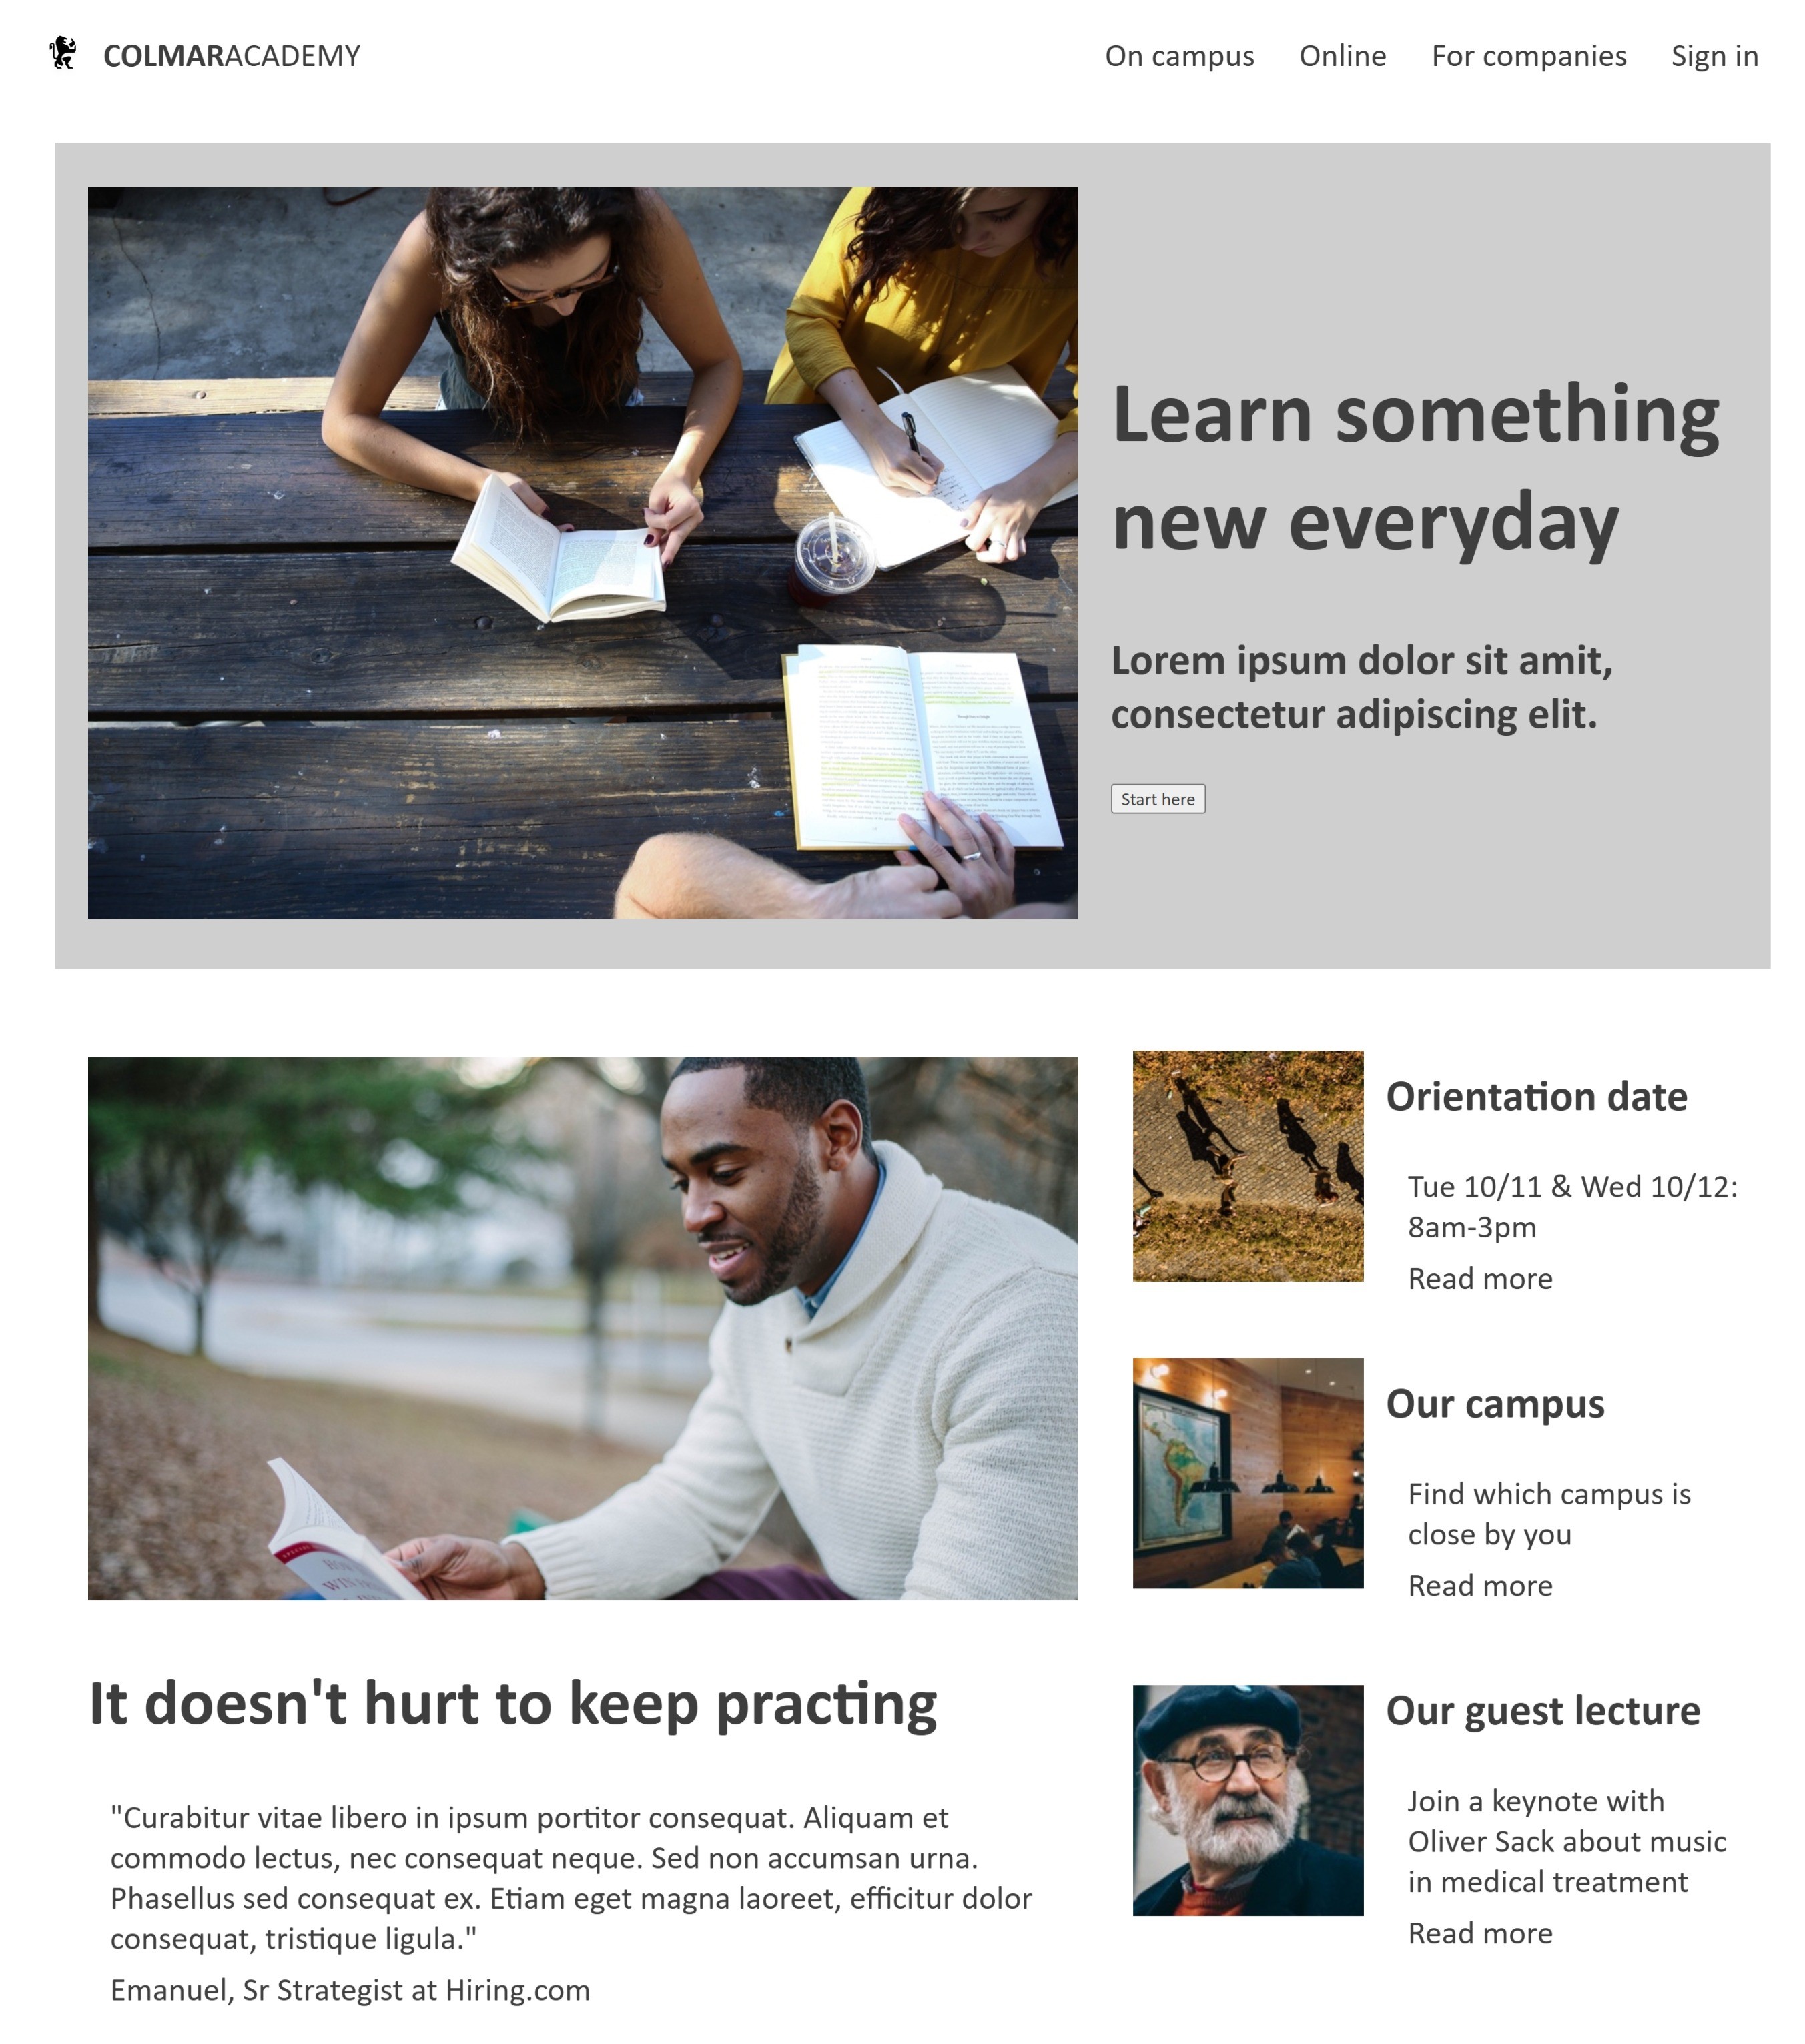 COLMARACADEMY
On campus Online For companies Sign in
Learn something
new everyday
Lorem ipsum dolor sit amit,
consectetur adipiscing elit.
Start here
Orientation date
Tue 10/11 & Wed 10/12:
8am-3pm
Read more
Our campus
Find which campus is
close by you
Read more
It doesn't hurt to keep practing
"Curabitur vitae libero in ipsum portitor consequat. Aliquam et
commodo lectus, nec consequat neque. Sed non accumsan urna.
Phasellus sed consequat ex. Etiam eget magna laoreet, efficitur dolor
consequat, tristique ligula."
Emanuel, Sr Strategist at Hiring.com
Our guest lecture
Join a keynote with
Oliver Sack about music
in medical treatment
Read more